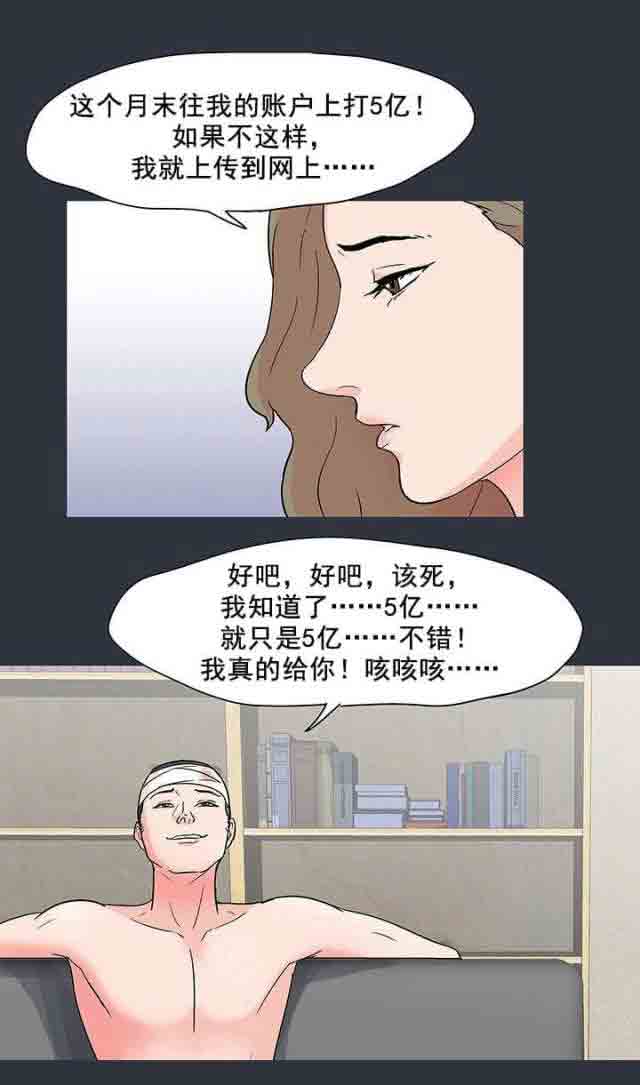 这个月末往我的账户上打5亿！
如果不这样，
我就上传到网上……
好吧，好吧，该死，
我知道了……5亿……
就只是5亿……不错！
我真的给你！咳咳咳……